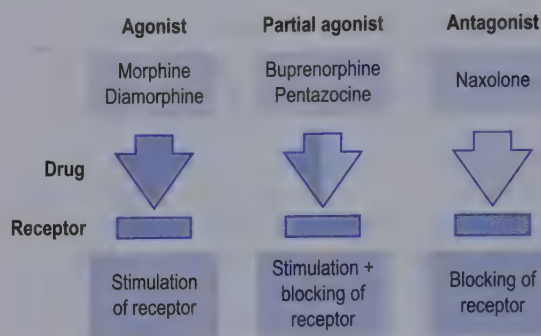 Agonist Partial agonist Antagonist
Morphine Buprenorphine Naxolone
Diamorphine Pentazocine
Drug
Receptor
Stimulation Stimulation + Blocking of
of receptor blocking of receptor
receptor